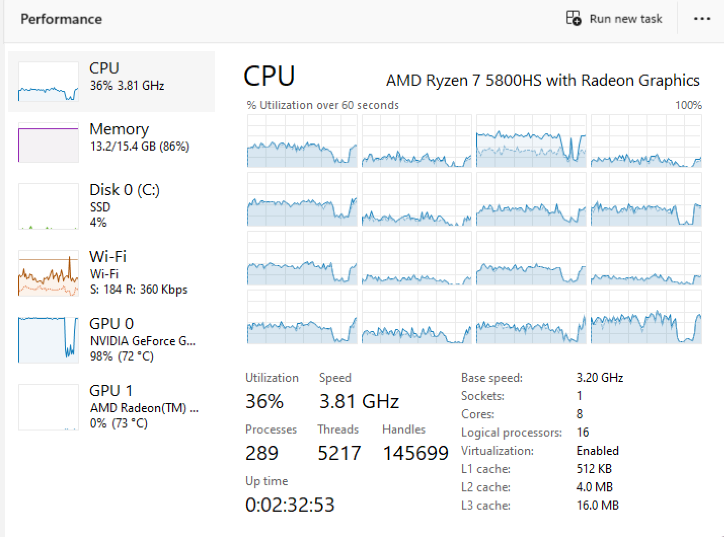 Performance
Run new task
CPU
36% 3.81 GHz
Memory
13.2/15.4 GB (86%)
Disk 0 (C:)
SSD
4%
Wi-Fi
Wi-Fi
S: 184 R: 360 Kbps
GPU 0
NVIDIA GeForce G...
98% (72 °C)
GPU 1
AMD Radeon(TM) ...
0% (73 °C)
CPU
AMD Ryzen 7 5800HS with Radeon Graphics
% Utilization over 60 seconds
100%
Utilization Speed
36% 3.81 GHz
Processes Threads Handles
289 5217 145699
Up time
0:02:32:53
Base speed: 3.20 GHz
Sockets: 1
Cores: 8
Logical processors: 16
Virtualization: Enabled
L1 cache: 512 KB
L2 cache: 4.0 MB
L3 cache: 16.0 MB